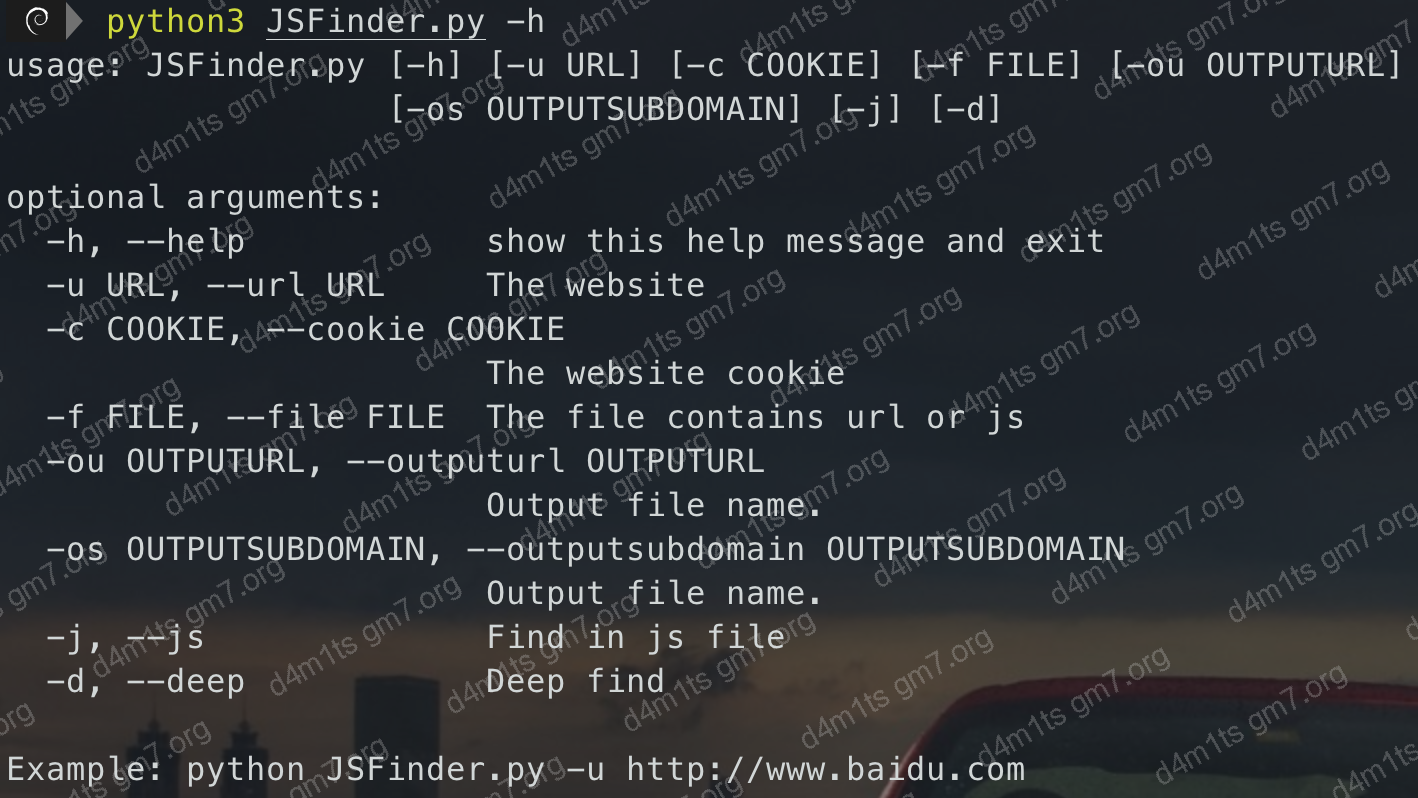 python3 JSFinder.py -h
usage: JSFinder.py [-h] [-u URL] [-c COOKIE] [-f FILE] [-ou OUTPUTURL]
[-os OUTPUTSUBDOMAIN] [-j] [-d]
optional arguments:
-h, --help show this help message and exit
-u URL, --url URL The website
-c COOKIE, --cookie COOKIE
The website cookie
-f FILE, --file FILE The file contains url or js
-ou OUTPUTURL, --outputurl OUTPUTURL
Output file name.
-os OUTPUTSUBDOMAIN, --outputsubdomain OUTPUTSUBDOMAIN
Output file name.
-j, --js Find in js file
-d, --deep Deep find
Example: python JSFinder.py -u http://www.baidu.com
d4m1ts gm7.org